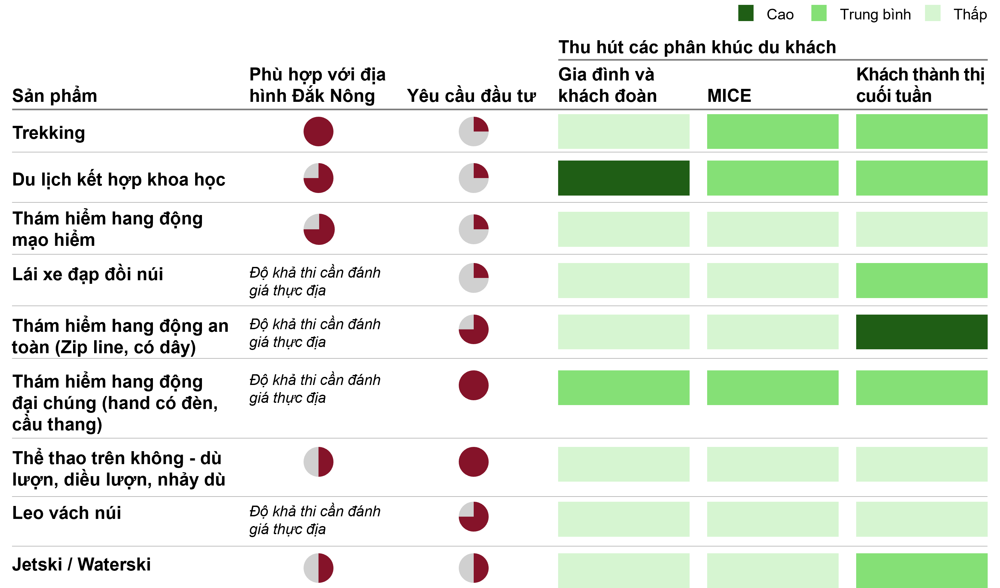 Cao Trung bình Thấp
Thu hút các phân khúc du khách
Phù hợp với địa
hình Đắk Nông
Gia đình và
khách đoàn
Khách thành thị
cuối tuần
Sản phẩm
Yêu cầu đầu tư
MICE
Trekking
Du lịch kết hợp khoa học
Thám hiểm hang động
mạo hiểm
Lái xe đạp đồi núi
Độ khả thi cần đánh
giá thực địa
Thám hiểm hang động an
toàn (Zip line, có dây)
Độ khả thi cần đánh
giá thực địa
Thám hiểm hang động
đại chúng (hand có đèn,
cầu thang)
Độ khả thi cần đánh
giá thực địa
Thể thao trên không - dù
lượn, diều lượn, nhảy dù
Leo vách núi
Độ khả thi cần đánh
giá thực địa
Jetski / Waterski